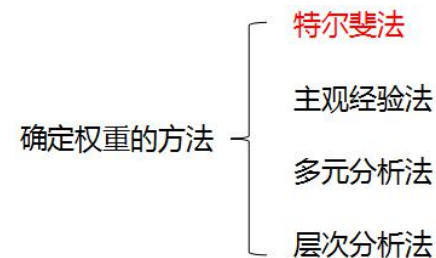 特尔斐法
主观经验法
确定权重的方法
多元分析法
层次分析法